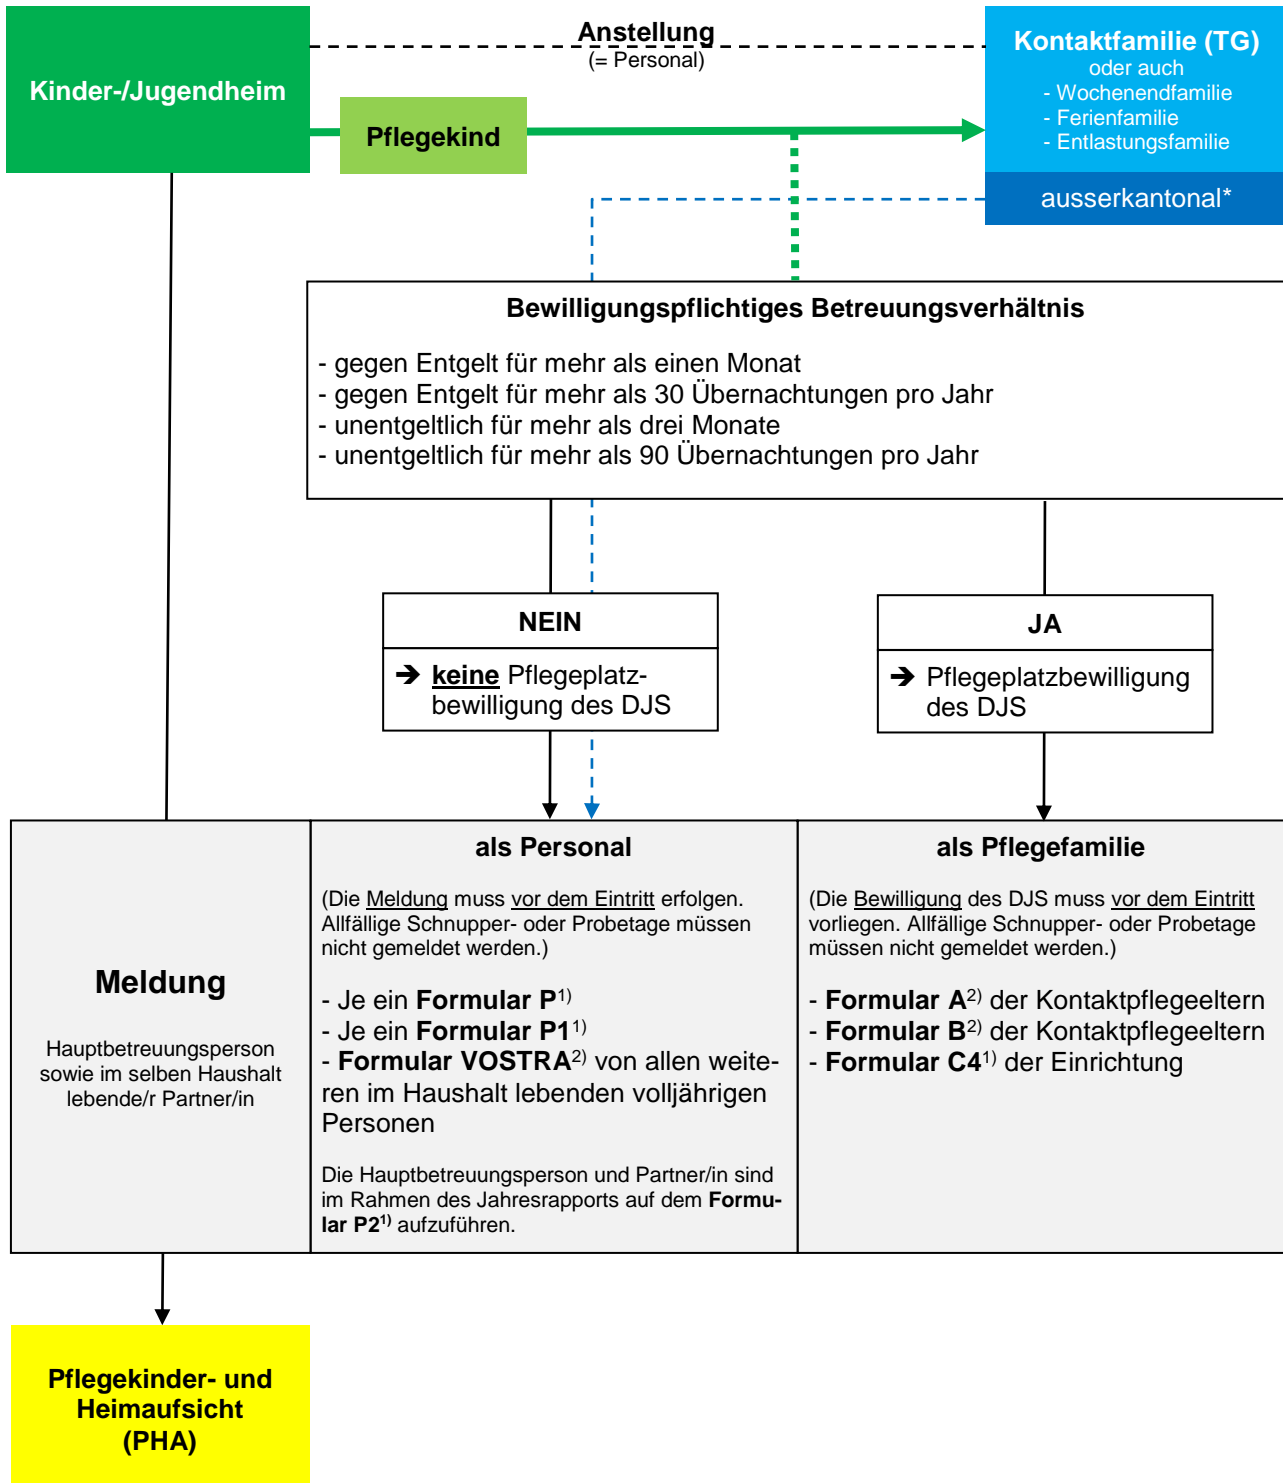 Anstellung
(= Personal)
Kinder-/Jugendheim
Pflegekind
Kontaktfamilie (TG)
oder auch
- Wochenendfamilie
- Ferienfamilie
- Entlastungsfamilie
ausserkantonal*
Bewilligungspflichtiges Betreuungsverhältnis
- gegen Entgelt für mehr als einen Monat
- gegen Entgelt für mehr als 30 Übernachtungen pro Jahr
- unentgeltlich für mehr als drei Monate
- unentgeltlich für mehr als 90 Übernachtungen pro Jahr
NEIN
➔ keine Pflegeplatz-
bewilligung des DJS
JA
➔ Pflegeplatzbewilligung
des DJS
Meldung
Hauptbetreuungsperson
sowie im selben Haushalt
lebende/r Partner/in
als Personal
(Die Meldung muss vor dem Eintritt erfolgen.
Allfällige Schnupper- oder Probetage müssen
nicht gemeldet werden.)
- Je ein Formular P1)
- Je ein Formular P11)
- Formular VOSTRA2) von allen weite-
ren im Haushalt lebenden volljährigen
Personen
Die Hauptbetreuungsperson und Partner/in sind
im Rahmen des Jahresrapports auf dem Formu-
lar P21) aufzuführen.
als Pflegefamilie
(Die Bewilligung des DJS muss vor dem Eintritt
vorliegen. Allfällige Schnupper- oder Probetage
müssen nicht gemeldet werden.)
- Formular A2) der Kontaktpflegeeltern
- Formular B2) der Kontaktpflegeeltern
- Formular C41) der Einrichtung
Pflegekinder- und
Heimaufsicht
(PHA)